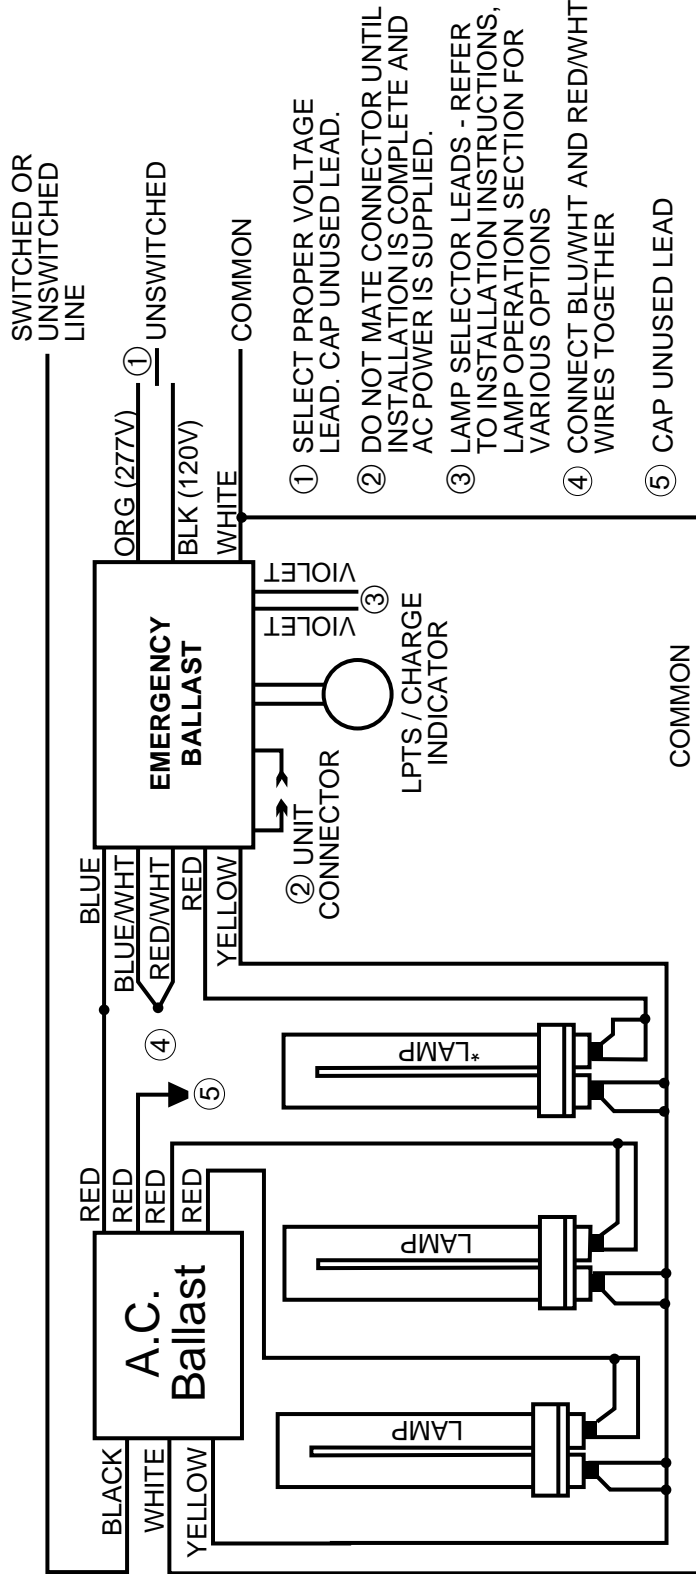 SWITCHED OR
UNSWITCHED
LINE
ORG (277V)
①
UNSWITCHED
BLK (120V)
WHITE
COMMON
EMERGENCY
BALLAST
VIOLET
VIOLET
③
LPTS / CHARGE
INDICATOR
② UNIT
CONNECTOR
BLUE
BLUE/WHT
RED/WHT
RED
YELLOW
④
⑤
RED
RED
RED
RED
A.C.
Ballast
BLACK
WHITE
YELLOW
LAMP
LAMP
*LAMP
COMMON
① SELECT PROPER VOLTAGE
LEAD. CAP UNUSED LEAD.
② DO NOT MATE CONNECTOR UNTIL
INSTALLATION IS COMPLETE AND
AC POWER IS SUPPLIED.
③ LAMP SELECTOR LEADS - REFER
TO INSTALLATION INSTRUCTIONS,
LAMP OPERATION SECTION FOR
VARIOUS OPTIONS
④ CONNECT BLU/WHT AND RED/WHT
WIRES TOGETHER
⑤ CAP UNUSED LEAD